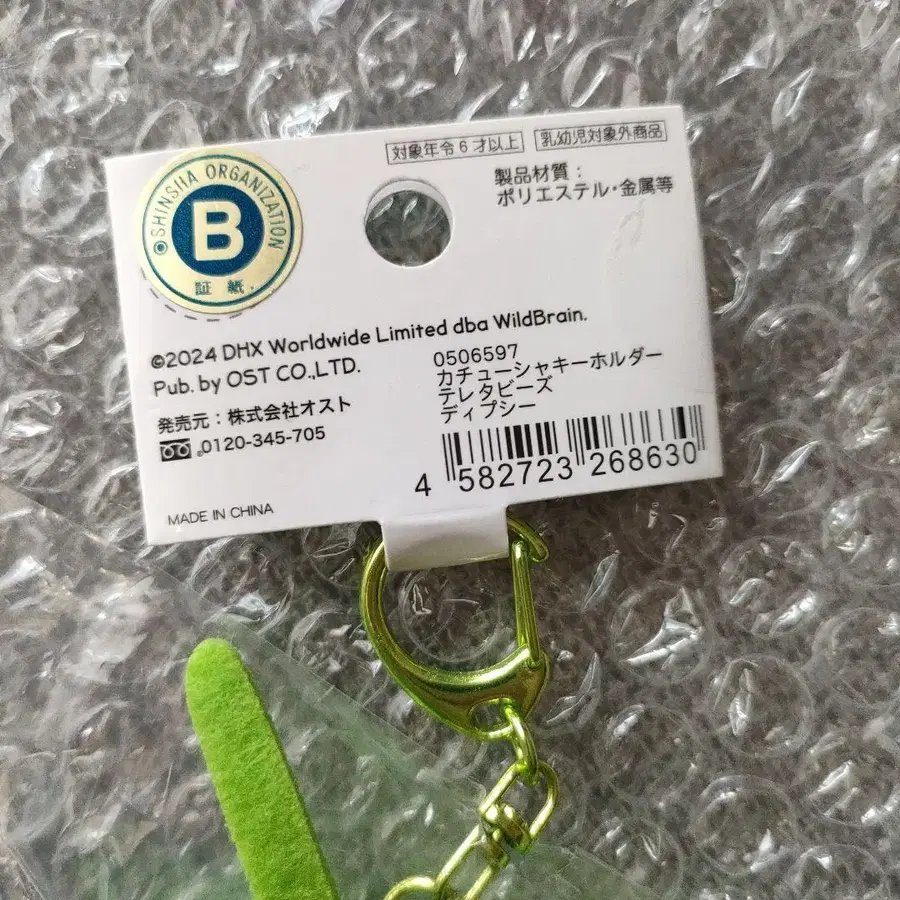 SHINSHA ORGANIZATION
B
証紙
対象年令6才以上
乳幼児対象外商品
製品材質：
ポリエステル・金属等
©2024 DHX Worldwide Limited dba WildBrain.
Pub. by OST CO.,LTD.
発売元：株式会社オスト
0120-345-705
0506597
カチューシャキーホルダー
テレタビーズ
ディプシー
4 582723 268630
MADE IN CHINA